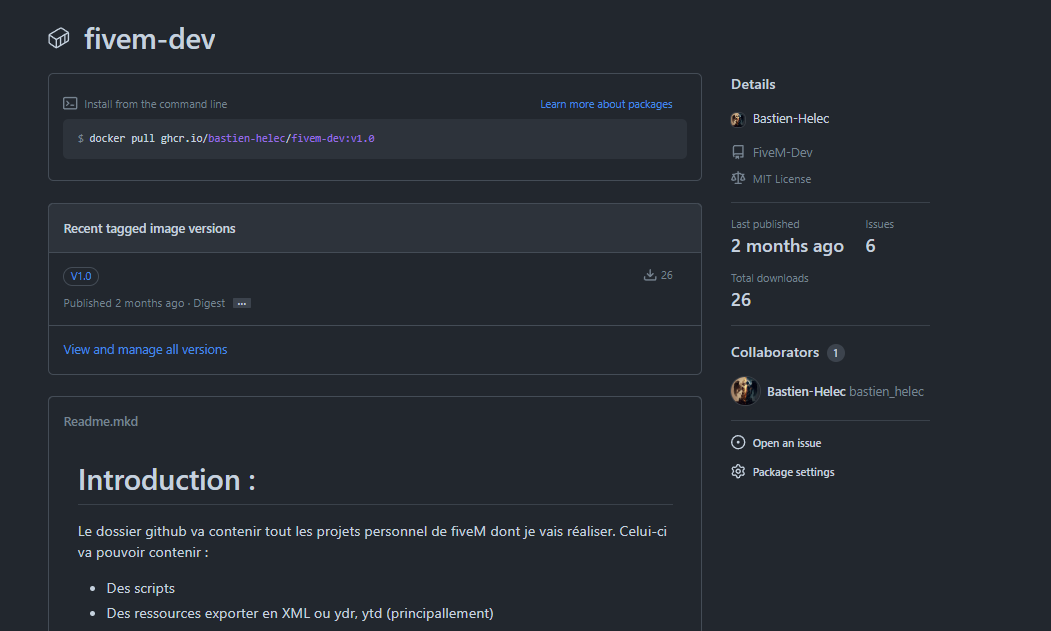 fivem-dev
Install from the command line
Learn more about packages
$ docker pull ghcr.io/bastien-helec/fivem-dev:v1.0
Recent tagged image versions
V1.0
26
Published 2 months ago · Digest ...
View and manage all versions
Readme.mkd
Introduction :
Le dossier github va contenir tout les projets personnel de fiveM dont je vais réaliser. Celui-ci
va pouvoir contenir :
• Des scripts
• Des ressources exporter en XML ou ydr, ytd (principallement)
Details
Bastien-Helec
FiveM-Dev
MIT License
Last published
2 months ago
Issues
6
Total downloads
26
Collaborators 1
Bastien-Helec bastien_helec
Open an issue
Package settings